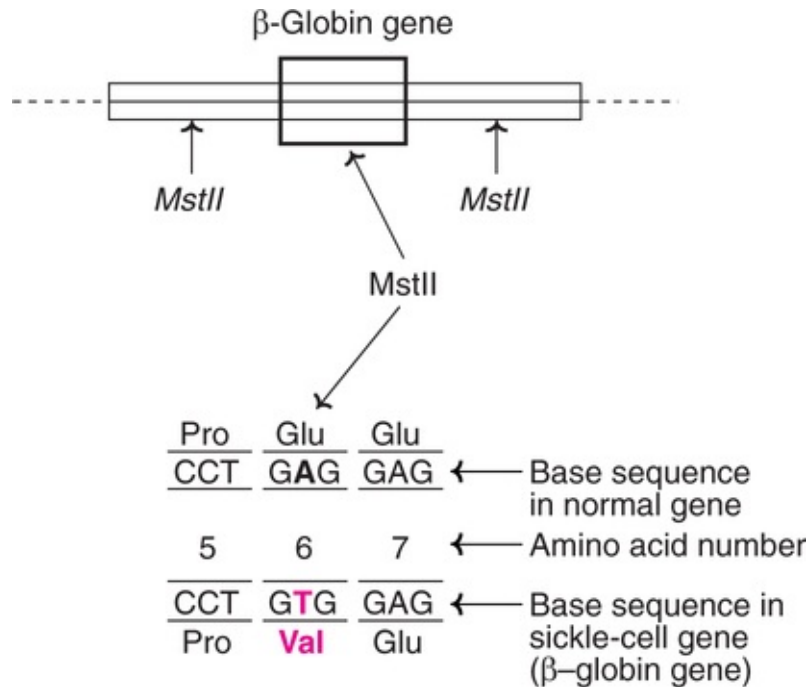 β-Globin gene
MstII MstII
MstII
Pro Glu Glu
CCT GAG GAG Base sequence
in normal gene
5 6 7 Amino acid number
CCT GTG GAG Base sequence in
Pro Val Glu sickle-cell gene
(β–globin gene)